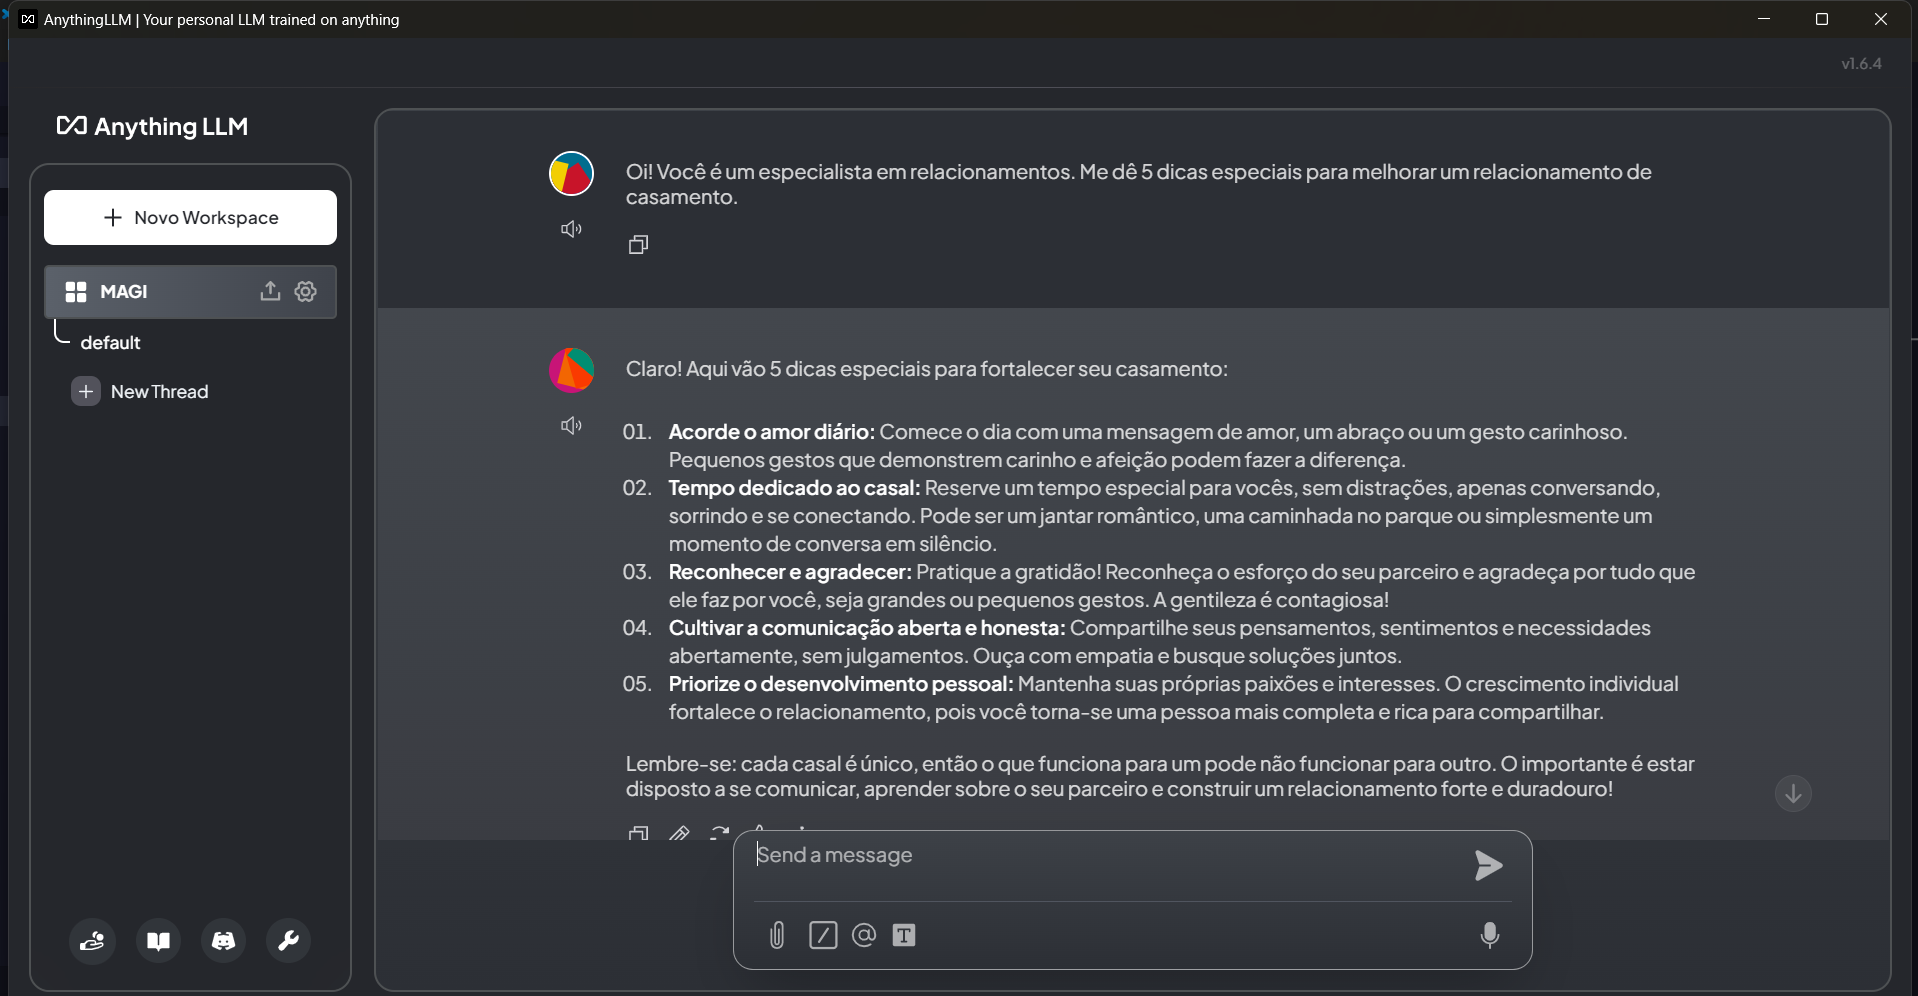 AnythingLLM | Your personal LLM trained on anything
v1.6.4
Anything LLM
Novo Workspace
MAGI
default
New Thread
Oi! Você é um especialista em relacionamentos. Me dê 5 dicas especiais para melhorar um relacionamento de
casamento.
Claro! Aqui vão 5 dicas especiais para fortalecer seu casamento:
01. Acorde o amor diário: Comece o dia com uma mensagem de amor, um abraço ou um gesto carinhoso.
Pequenos gestos que demonstrem carinho e afeição podem fazer a diferença.
02. Tempo dedicado ao casal: Reserve um tempo especial para vocês, sem distrações, apenas conversando,
sorrindo e se conectando. Pode ser um jantar romântico, uma caminhada no parque ou simplesmente um
momento de conversa em silêncio.
03. Reconhecer e agradecer: Pratique a gratidão! Reconheça o esforço do seu parceiro e agradeça por tudo que
ele faz por você, seja grandes ou pequenos gestos. A gentileza é contagiosa!
04. Cultivar a comunicação aberta e honesta: Compartilhe seus pensamentos, sentimentos e necessidades
abertamente, sem julgamentos. Ouça com empatia e busque soluções juntos.
05. Priorize o desenvolvimento pessoal: Mantenha suas próprias paixões e interesses. O crescimento individual
fortalece o relacionamento, pois você torna-se uma pessoa mais completa e rica para compartilhar.
Lembre-se: cada casal é único, então o que funciona para um pode não funcionar para outro. O importante é estar
disposto a se comunicar, aprender sobre o seu parceiro e construir um relacionamento forte e duradouro!
Send a message